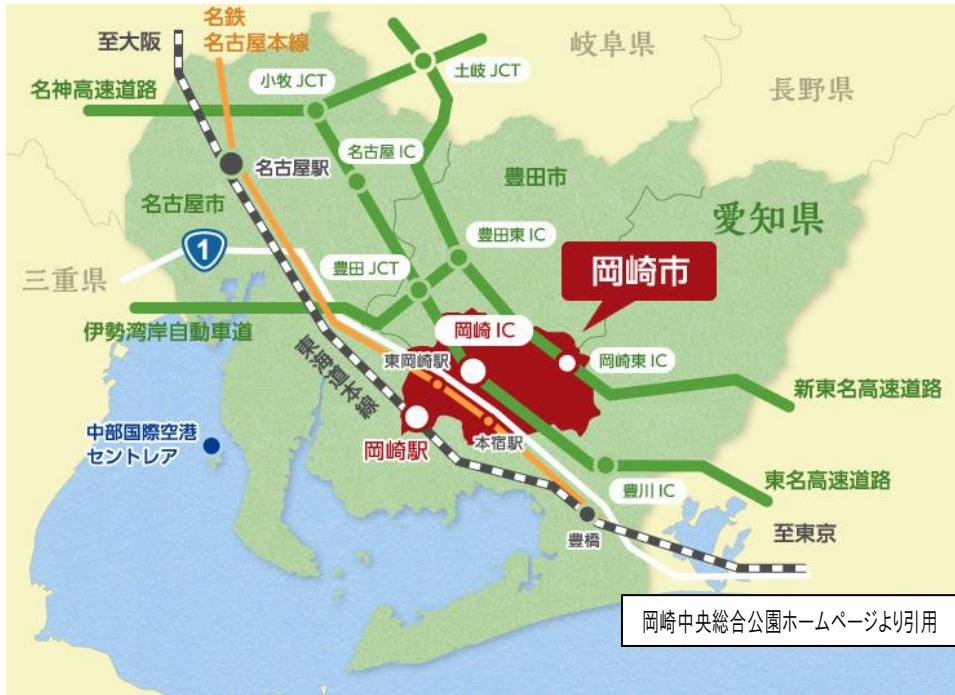 名鉄
名古屋本線
至大阪
岐阜県
土岐 JCT
小牧 JCT
長野県
名神高速道路
名古屋 IC
名古屋駅
豊田市
名古屋市
愛知県
豊田東 IC
1
豊田 JCT
岡崎市
三重県
伊勢湾岸自動車道
岡崎 IC
東岡崎駅
岡崎東 IC
東海道本線
新東名高速道路
中部国際空港
セントレア
岡崎駅
本宿駅
東名高速道路
豊川 IC
豊橋
至東京
岡崎中央総合公園ホームページより引用